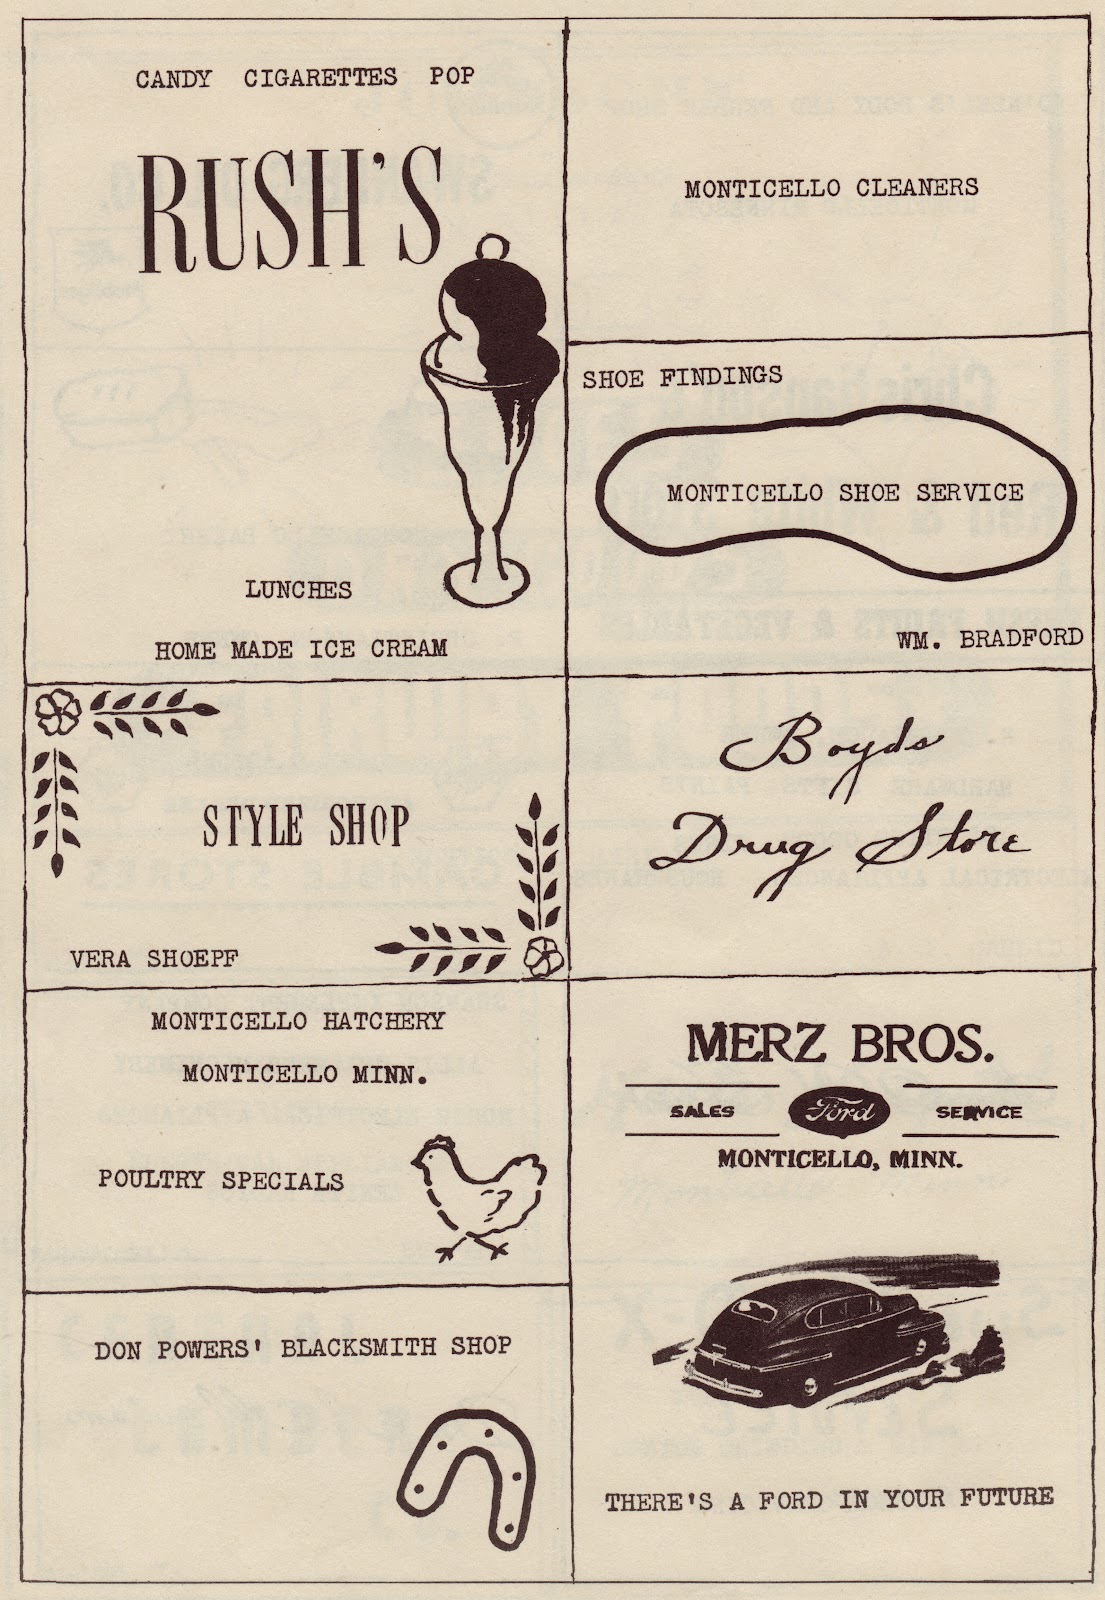 CANDY CIGARETTES POP
RUSH'S
LUNCHES
HOME MADE ICE CREAM
MONTICELLO CLEANERS
SHOE FINDINGS
MONTICELLO SHOE SERVICE
WM. BRADFORD
STYLE SHOP
VERA SHOEPF
Boyds
Drug Store
MONTICELLO HATCHERY
MONTICELLO MINN.
POULTRY SPECIALS
MERZ BROS.
SALES Ford SERVICE
MONTICELLO, MINN.
THERE'S A FORD IN YOUR FUTURE
DON POWERS' BLACKSMITH SHOP